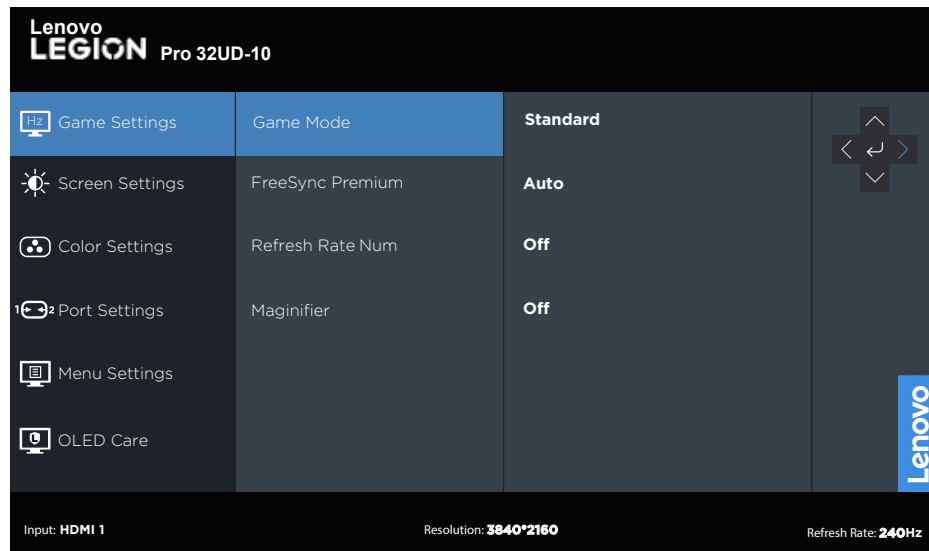 Lenovo
LEGION Pro 32UD-10
Hz Game Settings Game Mode Standard
Screen Settings FreeSync Premium Auto
Color Settings Refresh Rate Num Off
1 2 Port Settings Maginifier Off
Menu Settings
OLED Care
Lenovo
Input: HDMI 1 Resolution: 3840*2160 Refresh Rate: 240Hz